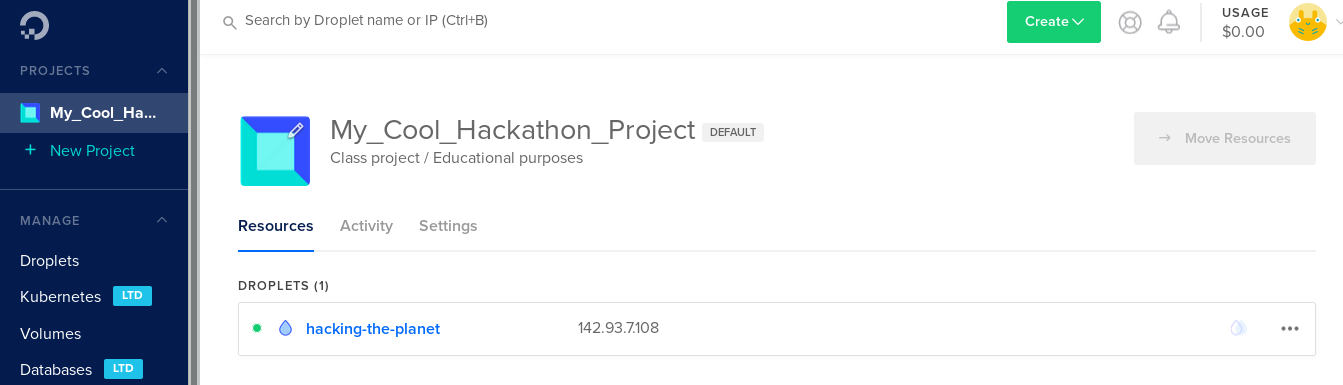 Search by Droplet name or IP (Ctrl+B)
Create
USAGE
$0.00
PROJECTS
My_Cool_Ha...
New Project
MANAGE
Droplets
Kubernetes LTD
Volumes
Databases LTD
My_Cool_Hackathon_Project DEFAULT
Class project / Educational purposes
Move Resources
Resources Activity Settings
DROPLETS (1)
hacking-the-planet 142.93.7.108